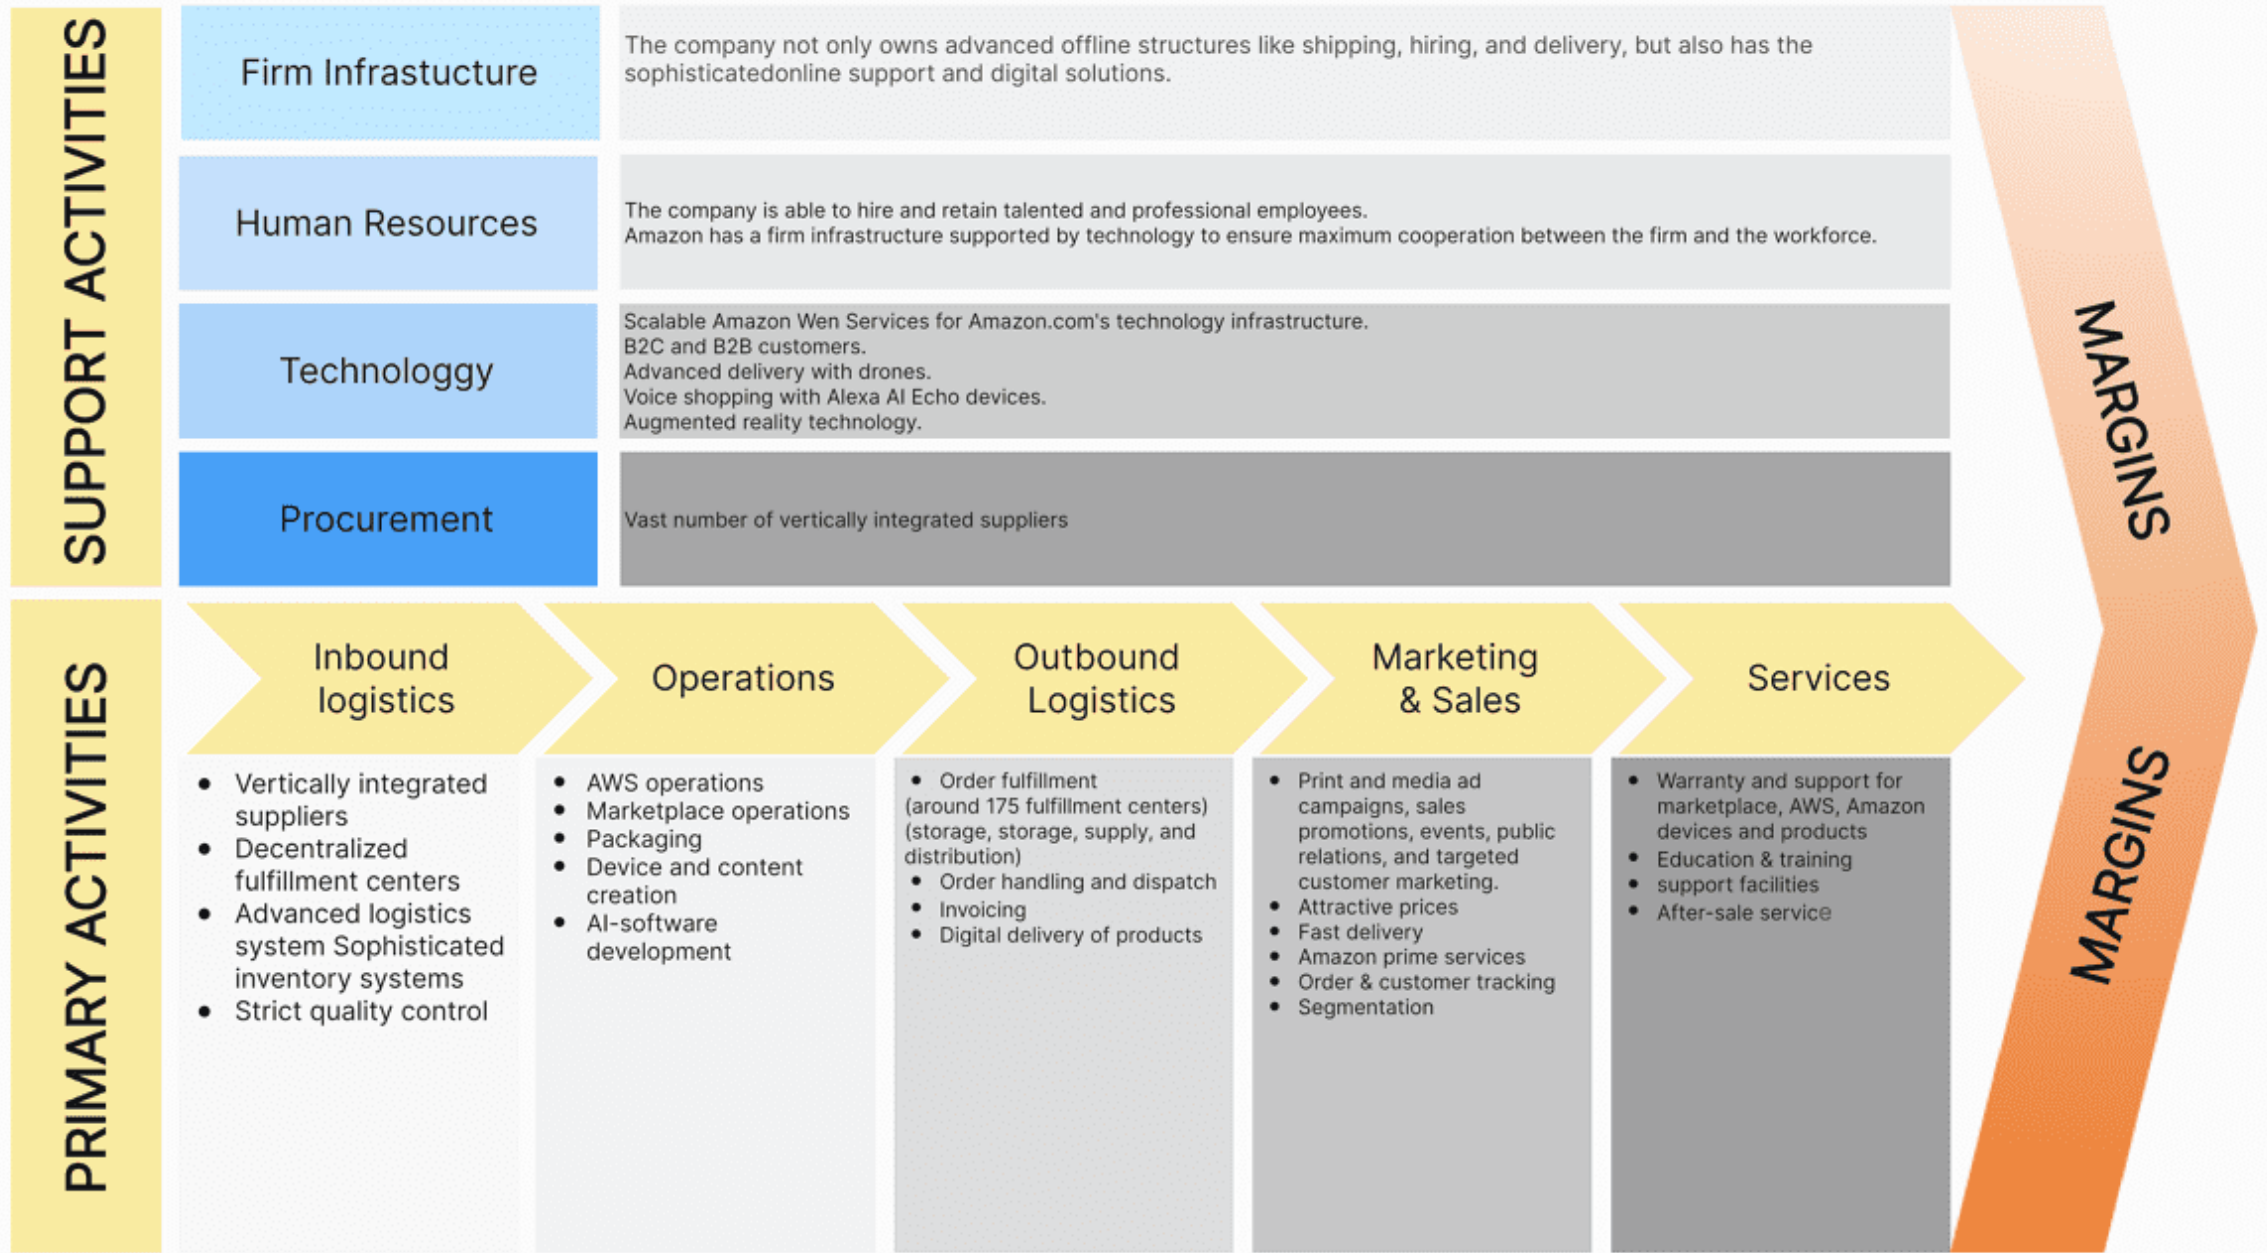 SUPPORT ACTIVITIES
Firm Infrastucture
The company not only owns advanced offline structures like shipping, hiring, and delivery, but also has the
sophisticatedonline support and digital solutions.
Human Resources
The company is able to hire and retain talented and professional employees.
Amazon has a firm infrastructure supported by technology to ensure maximum cooperation between the firm and the workforce.
Technologgy
Scalable Amazon Wen Services for Amazon.com's technology infrastructure.
B2C and B2B customers.
Advanced delivery with drones.
Voice shopping with Alexa AI Echo devices.
Augmented reality technology.
Procurement
Vast number of vertically integrated suppliers
MARGINS
PRIMARY ACTIVITIES
Inbound
logistics
• Vertically integrated
suppliers
• Decentralized
fulfillment centers
• Advanced logistics
system Sophisticated
inventory systems
• Strict quality control
Operations
• AWS operations
• Marketplace operations
• Packaging
• Device and content
creation
• AI-software
development
Outbound
Logistics
• Order fulfillment
(around 175 fulfillment centers)
(storage, storage, supply, and
distribution)
• Order handling and dispatch
• Invoicing
• Digital delivery of products
Marketing
& Sales
• Print and media ad
campaigns, sales
promotions, events, public
relations, and targeted
customer marketing.
• Attractive prices
• Fast delivery
• Amazon prime services
• Order & customer tracking
• Segmentation
Services
• Warranty and support for
marketplace, AWS, Amazon
devices and products
• Education & training
• support facilities
• After-sale service
MARGINS